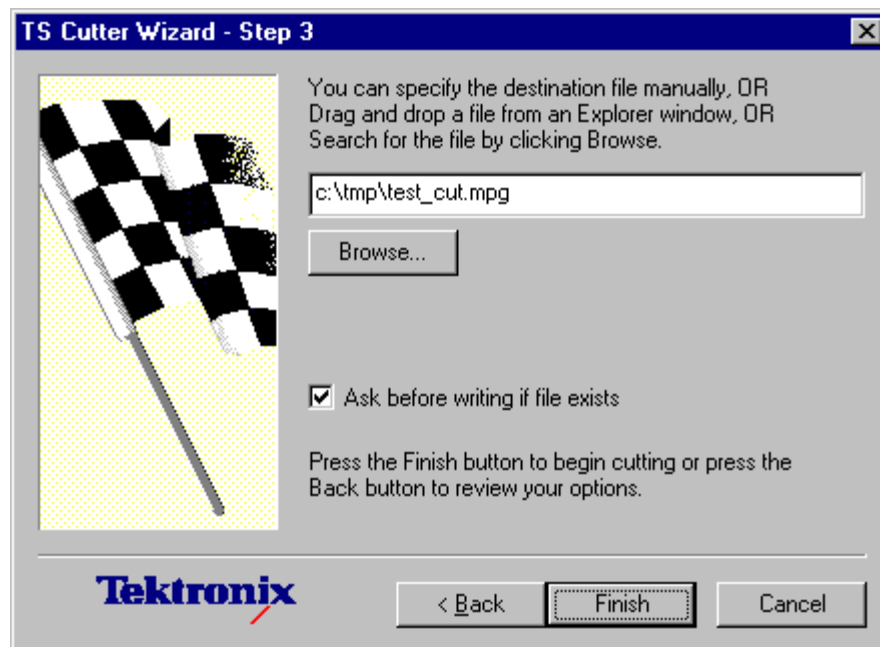 TS Cutter Wizard - Step 3
You can specify the destination file manually, OR
Drag and drop a file from an Explorer window, OR
Search for the file by clicking Browse.
c:\tmp\test_cut.mpg
Browse...
Ask before writing if file exists
Press the Finish button to begin cutting or press the
Back button to review your options.
Tektronix
< Back
Finish
Cancel